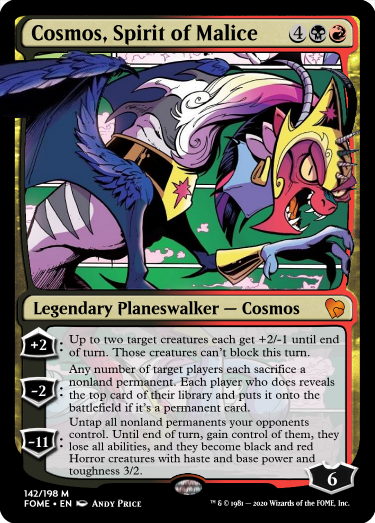 Cosmos, Spirit of Malice 4
Legendary Planeswalker — Cosmos
+2: Up to two target creatures each get +2/-1 until end
of turn. Those creatures can't block this turn.
-2: Any number of target players each sacrifice a
nonland permanent. Each player who does reveals
the top card of their library and puts it onto the
battlefield if it's a permanent card.
-11: Untap all nonland permanents your opponents
control. Until end of turn, gain control of them, they
lose all abilities, and they become black and red
Horror creatures with haste and base power and
toughness 3/2.
6
142/198 M
FOME • EN Andy Price
™ & © 1981 — 2020 Wizards of the FOME, Inc.